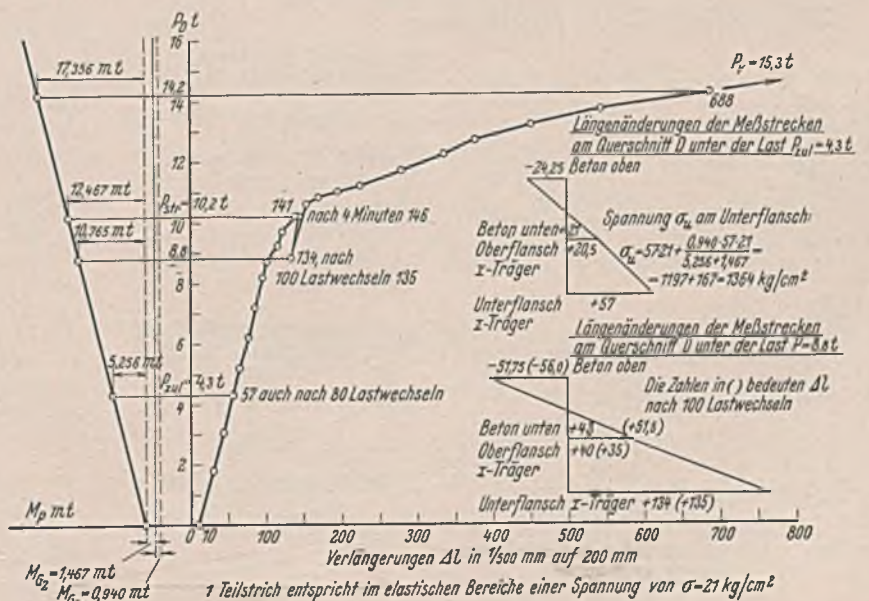 P_D t
16
14,2
14
12
P_str = 10,2 t
10
8,8
8
6
P_zul = 4,3 t
4
2
17,356 mt
12,467 mt
10,765 mt
5,256 mt
M_P mt
M_G2 = 1,467 mt
= 0,940 mt
P_v = 15,3 t
688
141
nach 4 Minuten 146
134, nach
100 Lastwechseln 135
57 auch nach 80 Lastwechseln
Längenänderungen der Meßstrecken
am Querschnitt D unter der Last P_zul = 4,3 t
-24,25 Beton oben
Beton unten +21
Oberflansch +20,5
I-Träger
Unterflansch +57
I-Träger
Spannung σ_u am Unterflansch:
σ_u = 57·21 + 0,940·57·21 / 5,256+1,467 =
= 1197+167 = 1364 kg/cm²
Längenänderungen der Meßstrecken
am Querschnitt D unter der Last P = 8,8 t
-51,75 (-56,0) Beton oben
Die Zahlen in ( ) bedeuten Δl
nach 100 Lastwechseln
Beton unten +43 (+51,5)
Oberflansch +40 (+35)
I-Träger
Unterflansch I-Träger +134 (+135)
0 10 100 200 300 400 500 600 700 800
Verlängerungen Δl in 1/500 mm auf 200 mm
1 Teilstrich entspricht im elastischen Bereiche einer Spannung von σ = 21 kg/cm²